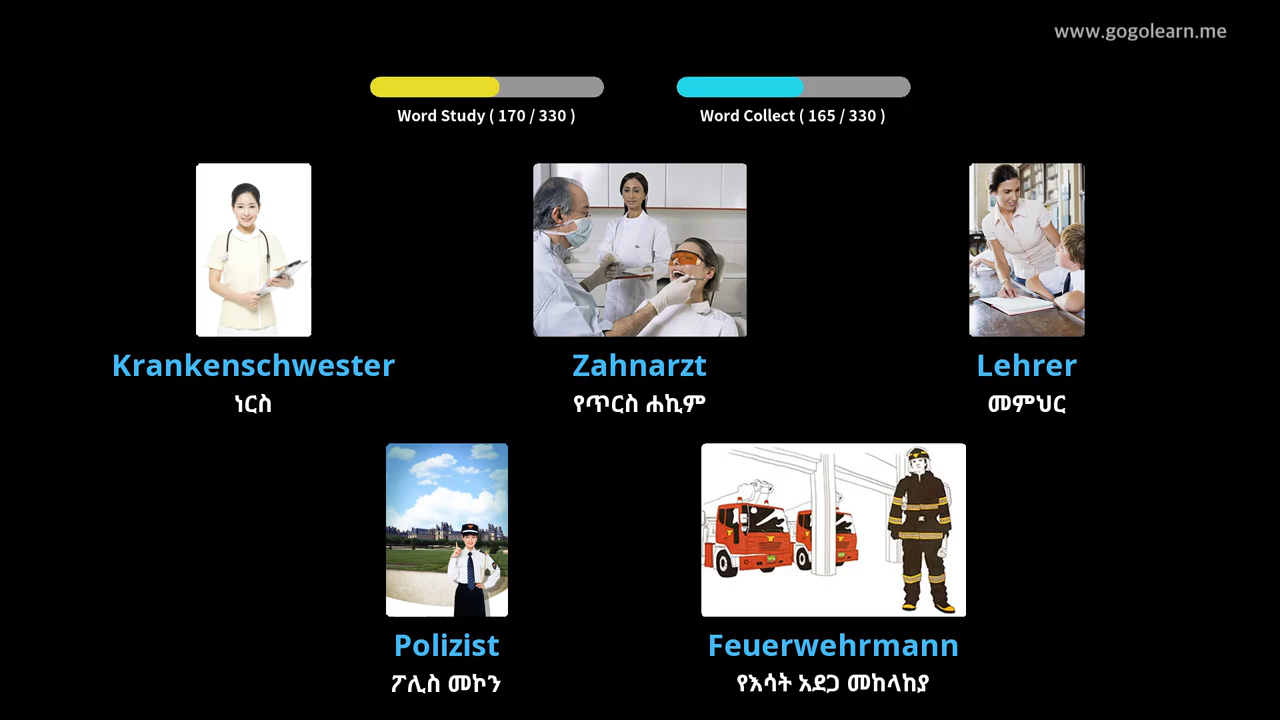 www.gogolearn.me
Word Study ( 170 / 330 )
Word Collect ( 165 / 330 )
Krankenschwester
ነርስ
Zahnarzt
የጥርስ ሐኪም
Lehrer
መምህር
Polizist
ፖሊስ መኮን
Feuerwehrmann
የእሳት አደጋ መከላከያ